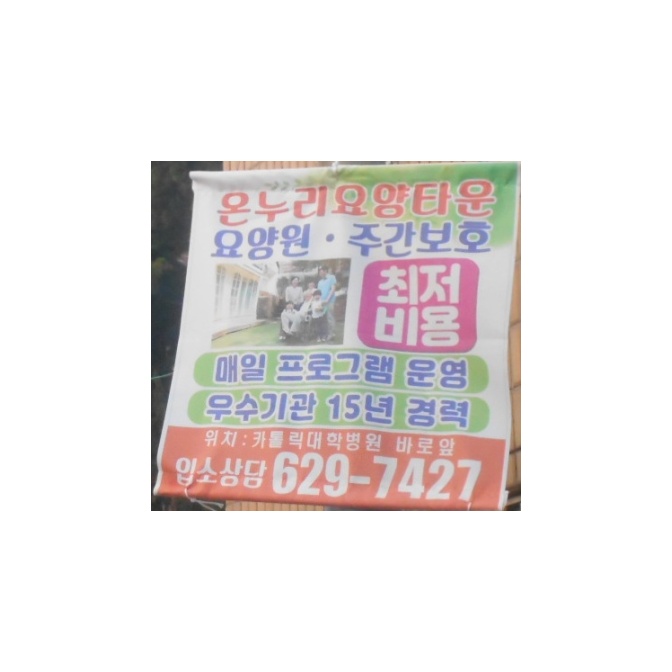 온누리요양타운
요양원 · 주간보호
최저
비용
매일 프로그램 운영
우수기관 15년 경력
위치 : 카톨릭대학병원 바로앞
입소상담 629-7427